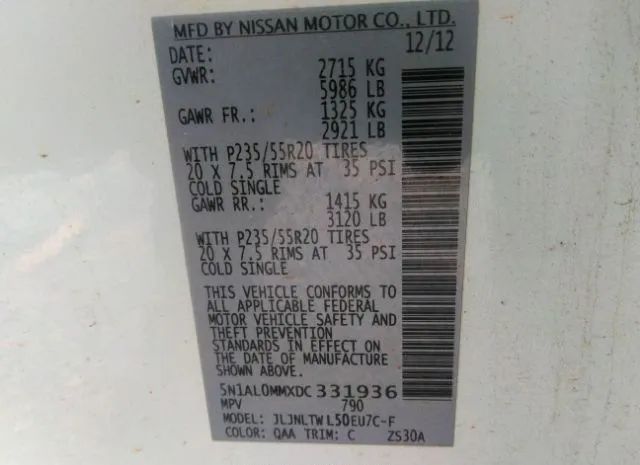 MFD BY NISSAN MOTOR CO., LTD.
DATE: 12/12
GVWR: 2715 KG
5986 LB
GAWR FR.: 1325 KG
2921 LB
WITH P235/55R20 TIRES
20 X 7.5 RIMS AT 35 PSI
COLD SINGLE
GAWR RR.: 1415 KG
3120 LB
WITH P235/55R20 TIRES
20 X 7.5 RIMS AT 35 PSI
COLD SINGLE
THIS VEHICLE CONFORMS TO
ALL APPLICABLE FEDERAL
MOTOR VEHICLE SAFETY AND
THEFT PREVENTION
STANDARDS IN EFFECT ON
THE DATE OF MANUFACTURE
SHOWN ABOVE.
5N1AL0MMXDC331936
MPV 790
MODEL: JLJNLTWL50EU7C-F
COLOR: QAA TRIM: C ZS30A